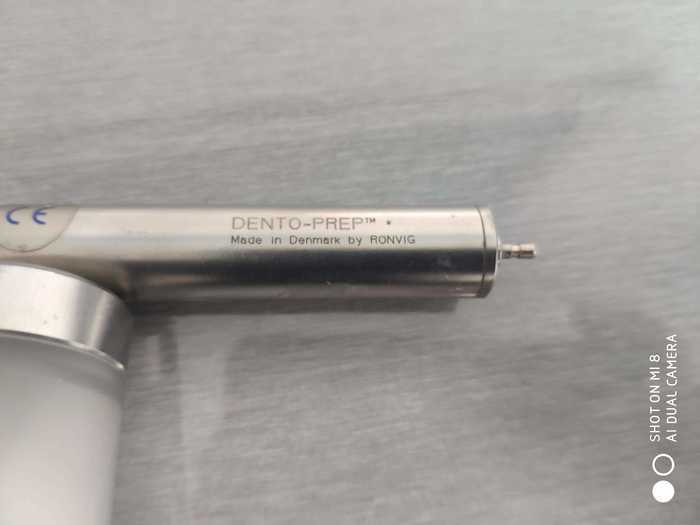 CE
DENTO-PREP™
Made in Denmark by RONVIG
SHOT ON MI 8
AI DUAL CAMERA